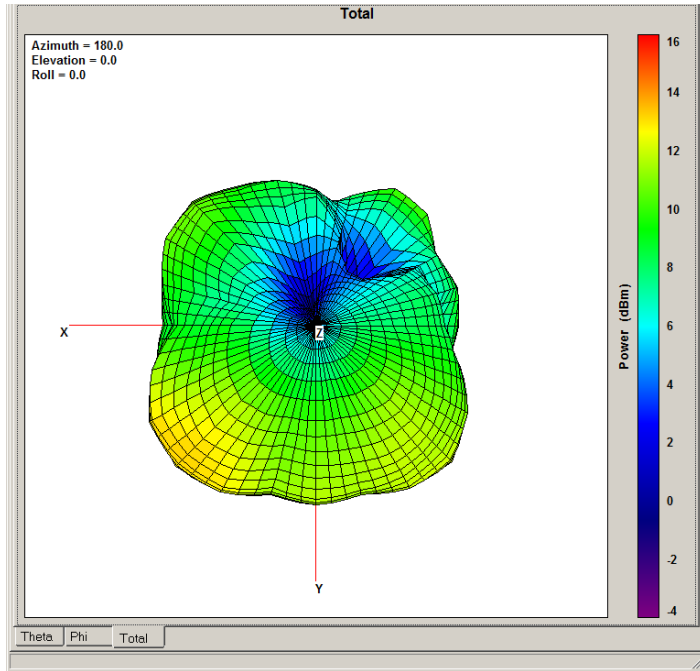 Total
Azimuth = 180.0
Elevation = 0.0
Roll = 0.0
X
Z
Y
16
14
12
10
8
6
4
2
0
-2
-4
Power (dBm)
Theta Phi Total